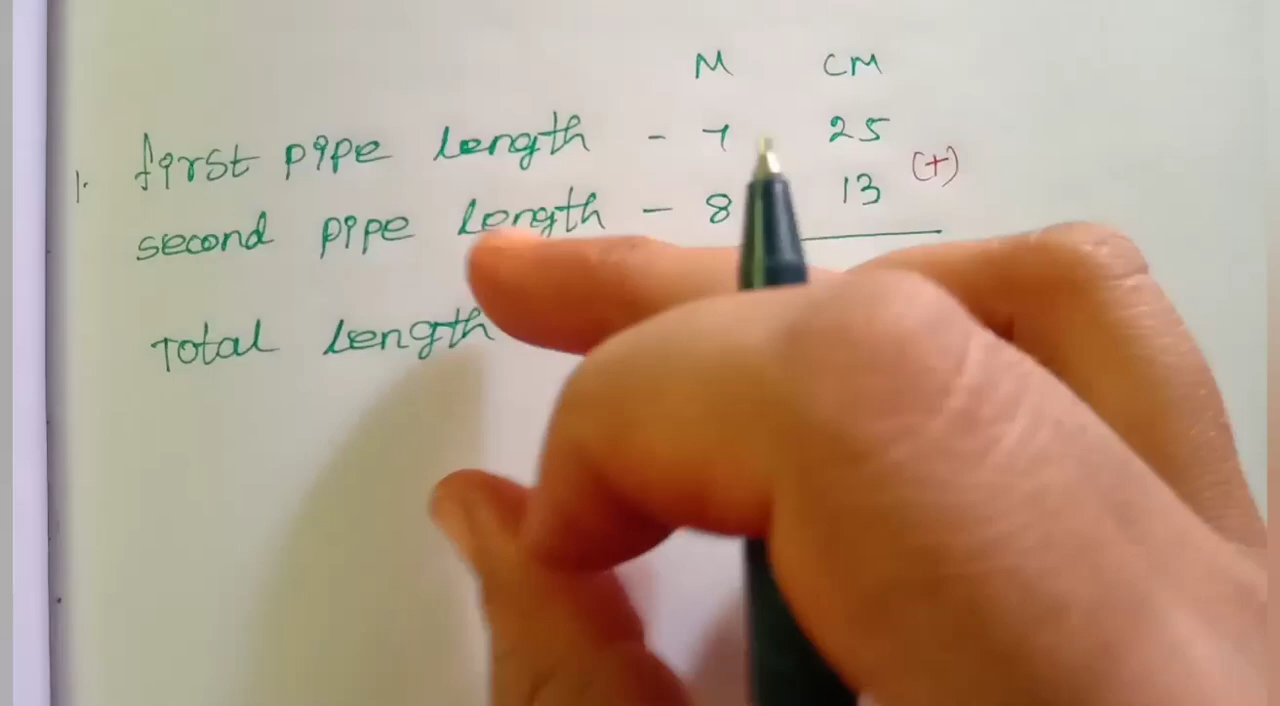 M CM
1. first pipe length - 7 25
(+)
second pipe length - 8 13
Total length